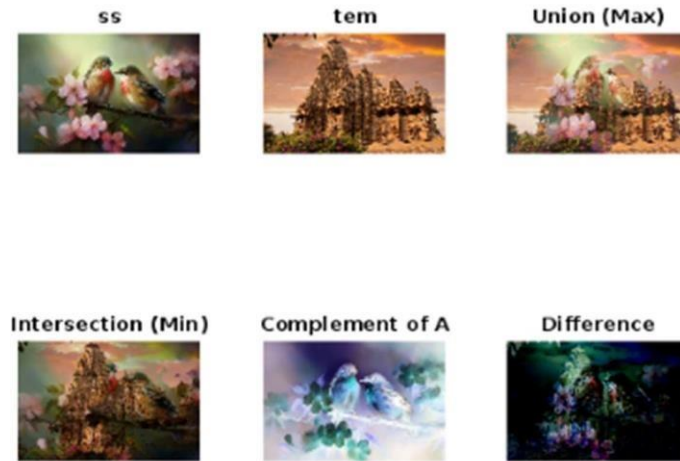 ss
tem
Union (Max)
Intersection (Min)
Complement of A
Difference